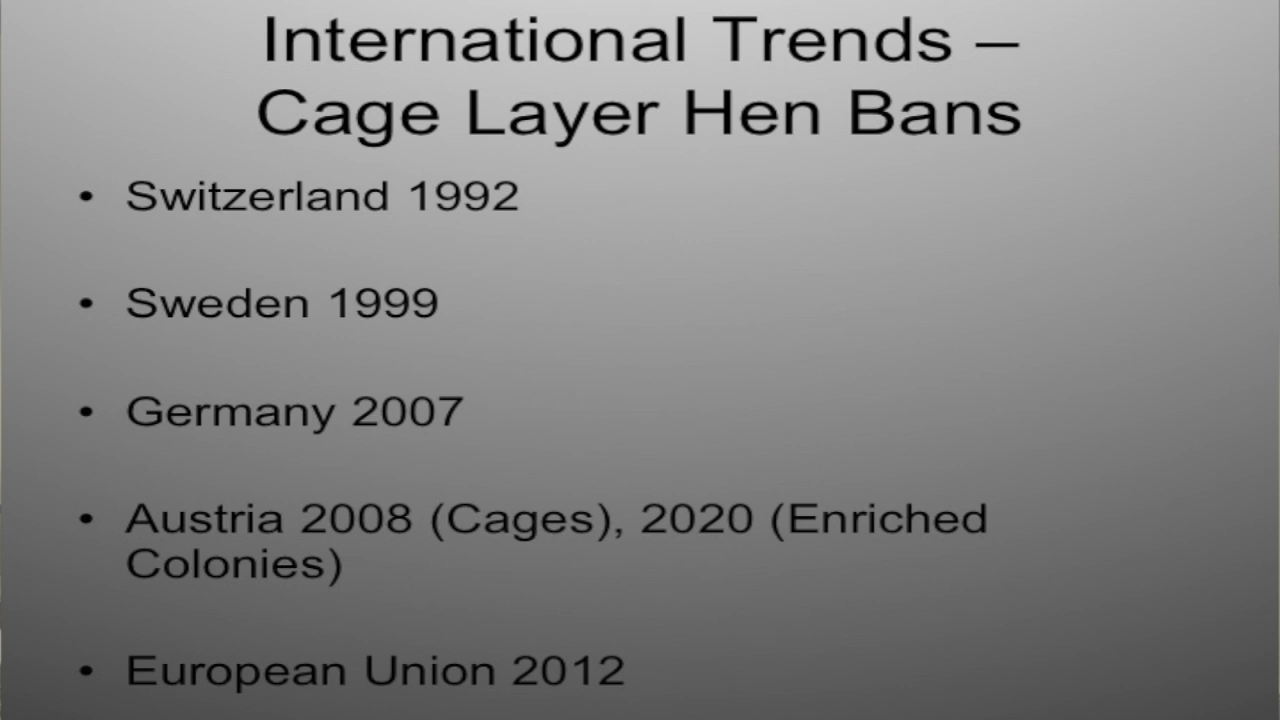 International Trends –
Cage Layer Hen Bans
• Switzerland 1992
• Sweden 1999
• Germany 2007
• Austria 2008 (Cages), 2020 (Enriched
Colonies)
• European Union 2012